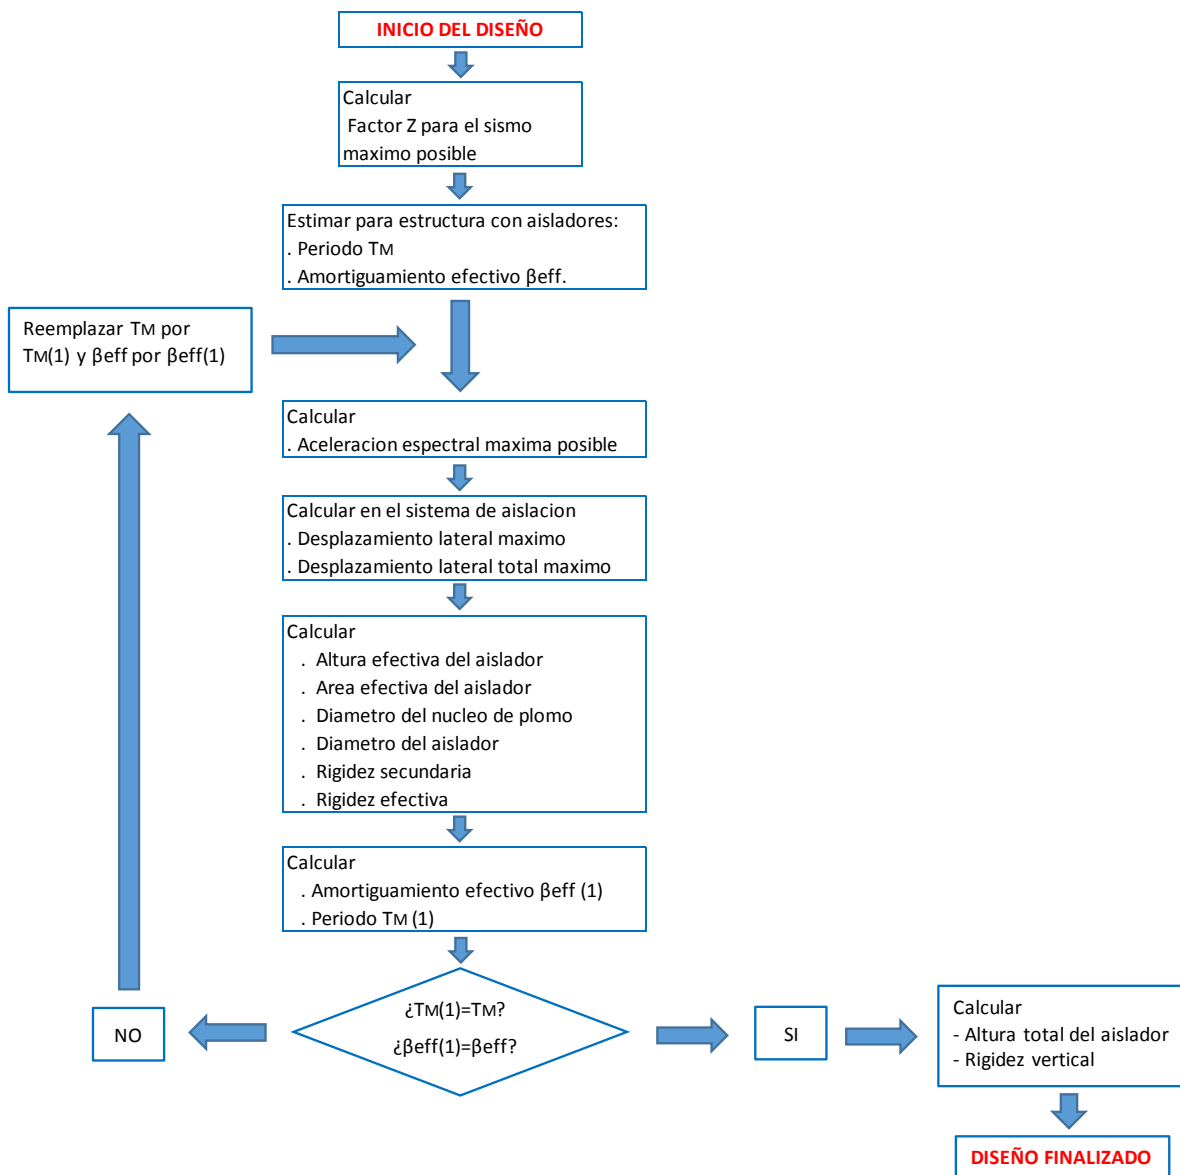 INICIO DEL DISEÑO
Calcular
Factor Z para el sismo
maximo posible
Estimar para estructura con aisladores:
. Periodo TM
. Amortiguamiento efectivo βeff.
Reemplazar TM por
TM(1) y βeff por βeff(1)
Calcular
. Aceleracion espectral maxima posible
Calcular en el sistema de aislacion
. Desplazamiento lateral maximo
. Desplazamiento lateral total maximo
Calcular
. Altura efectiva del aislador
. Area efectiva del aislador
. Diametro del nucleo de plomo
. Diametro del aislador
. Rigidez secundaria
. Rigidez efectiva
Calcular
. Amortiguamiento efectivo βeff (1)
. Periodo TM (1)
¿TM(1)=TM?
¿βeff(1)=βeff?
NO
SI
Calcular
- Altura total del aislador
- Rigidez vertical
DISEÑO FINALIZADO